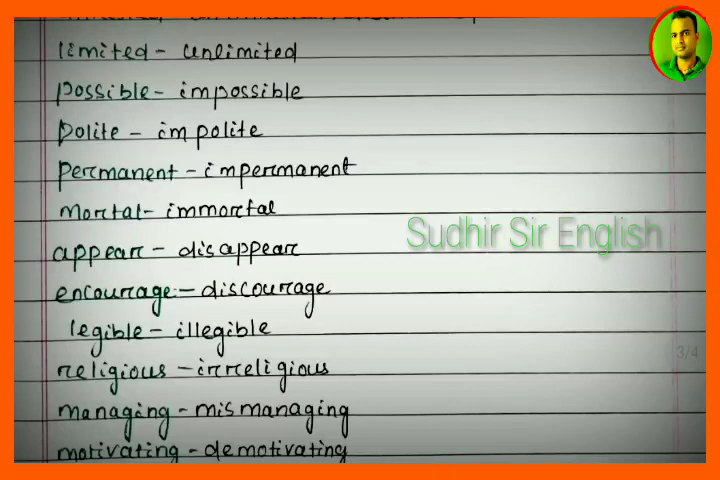 limited - unlimited
possible - impossible
polite - impolite
permanent - impermanent
mortal - immortal
Sudhir Sir English
appear - disappear
encourage - discourage
legible - illegible
3/4
religious - irreligious
managing - mismanaging
motivating - demotivating